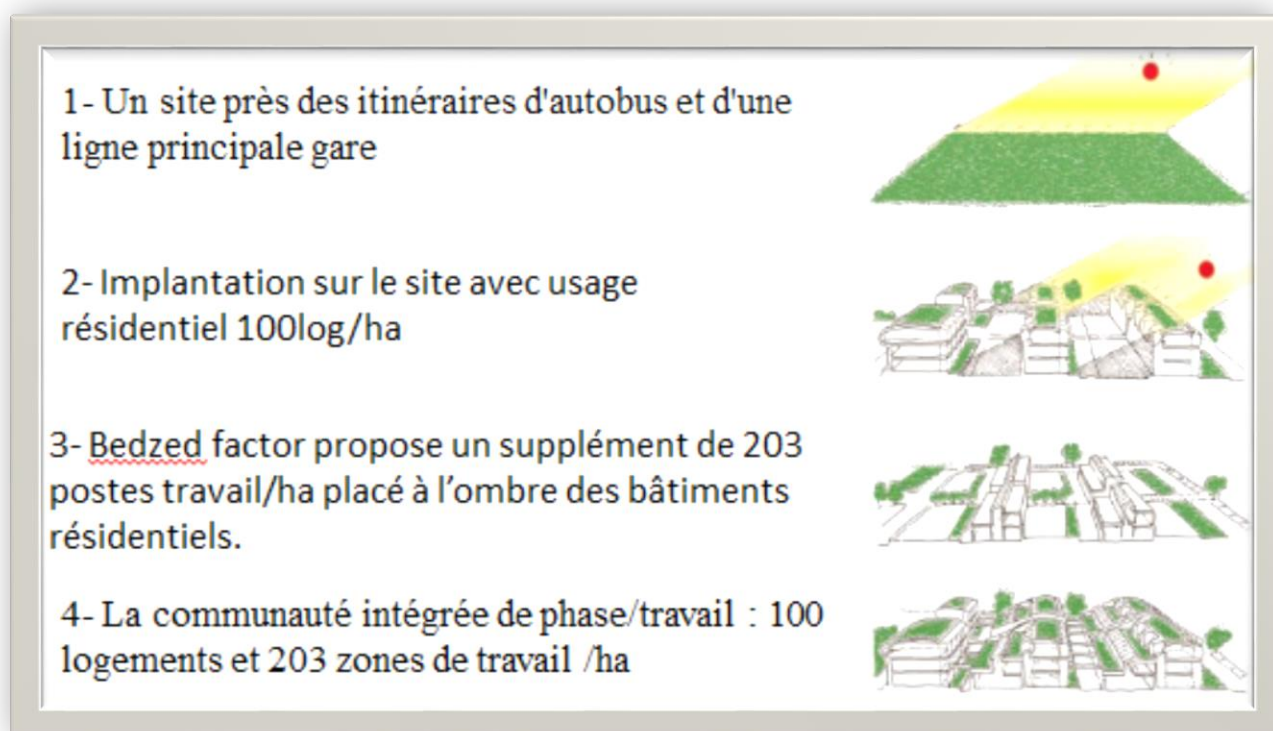 1- Un site près des itinéraires d'autobus et d'une
ligne principale gare
2- Implantation sur le site avec usage
résidentiel 100log/ha
3- Bedzed factor propose un supplément de 203
postes travail/ha placé à l’ombre des bâtiments
résidentiels.
4- La communauté intégrée de phase/travail : 100
logements et 203 zones de travail /ha